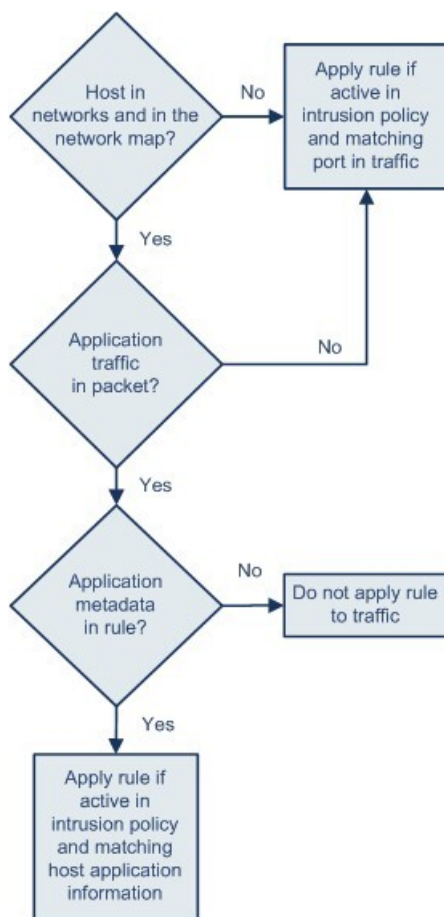 Host in
networks and in the
network map?
No
Apply rule if
active in
intrusion policy
and matching
port in traffic
Yes
Application
traffic
in packet?
No
Yes
Application
metadata
in rule?
No
Do not apply rule
to traffic
Yes
Apply rule if
active in
intrusion policy
and matching
host application
information